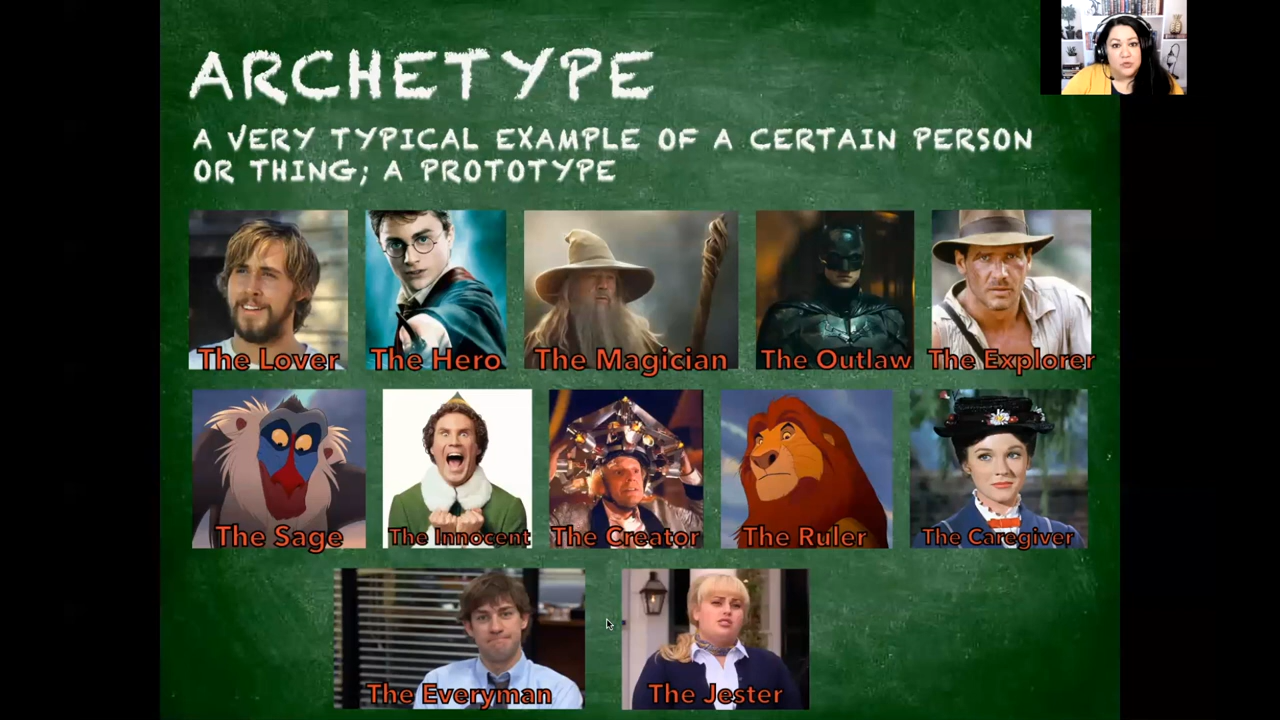 ARCHETYPE
A VERY TYPICAL EXAMPLE OF A CERTAIN PERSON
OR THING; A PROTOTYPE
The Lover
The Hero
The Magician
The Outlaw
The Explorer
The Sage
The Innocent
The Creator
The Ruler
The Caregiver
The Everyman
The Jester